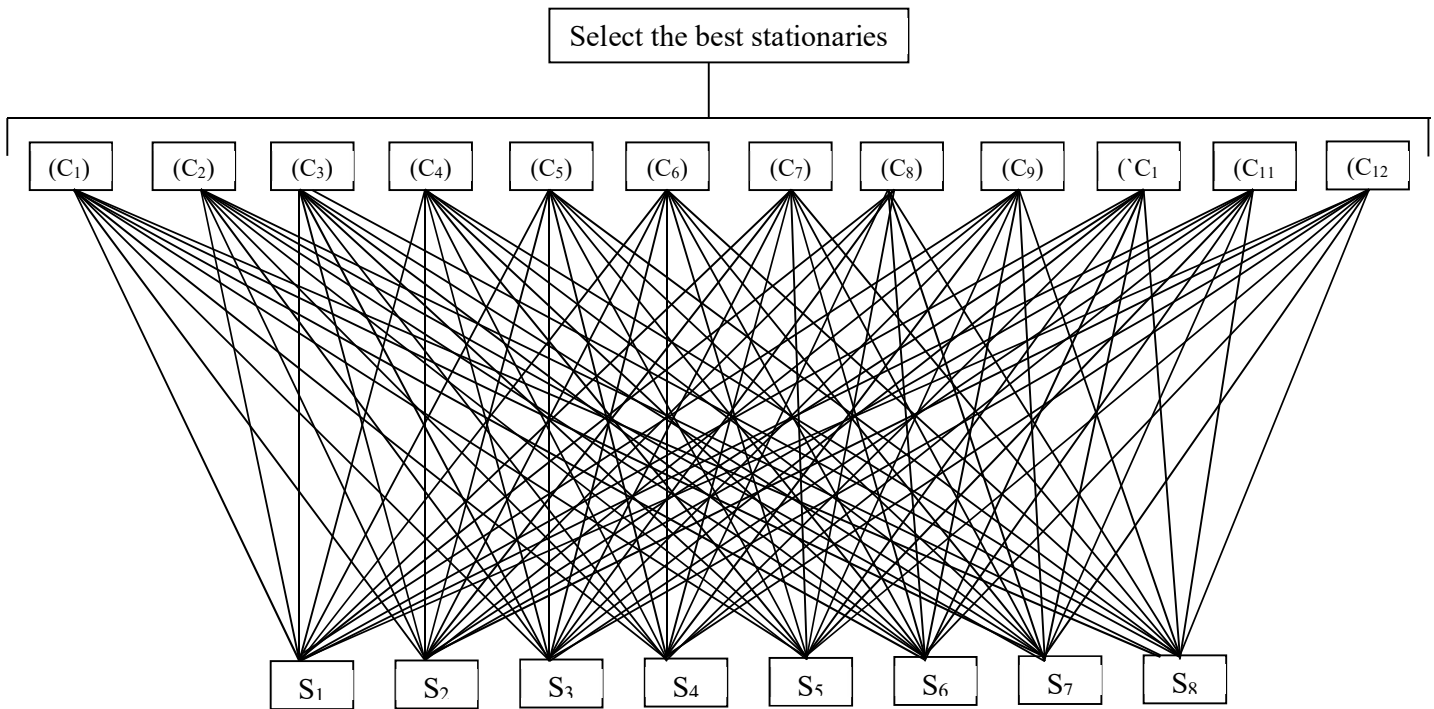 Select the best stationaries
(C₁) (C₂) (C₃) (C₄) (C₅) (C₆) (C₇) (C₈) (C₉) (`C₁ (C₁₁ (C₁₂
S₁ S₂ S₃ S₄ S₅ S₆ S₇ S₈